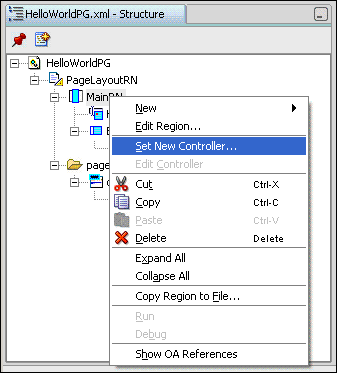 HelloWorldPG.xml - Structure
HelloWorldPG
PageLayoutRN
MainRN
New
Edit Region...
Set New Controller...
Edit Controller
Cut Ctrl-X
Copy Ctrl-C
Paste Ctrl-V
Delete Delete
Expand All
Collapse All
Copy Region to File...
Run
Debug
Show OA References